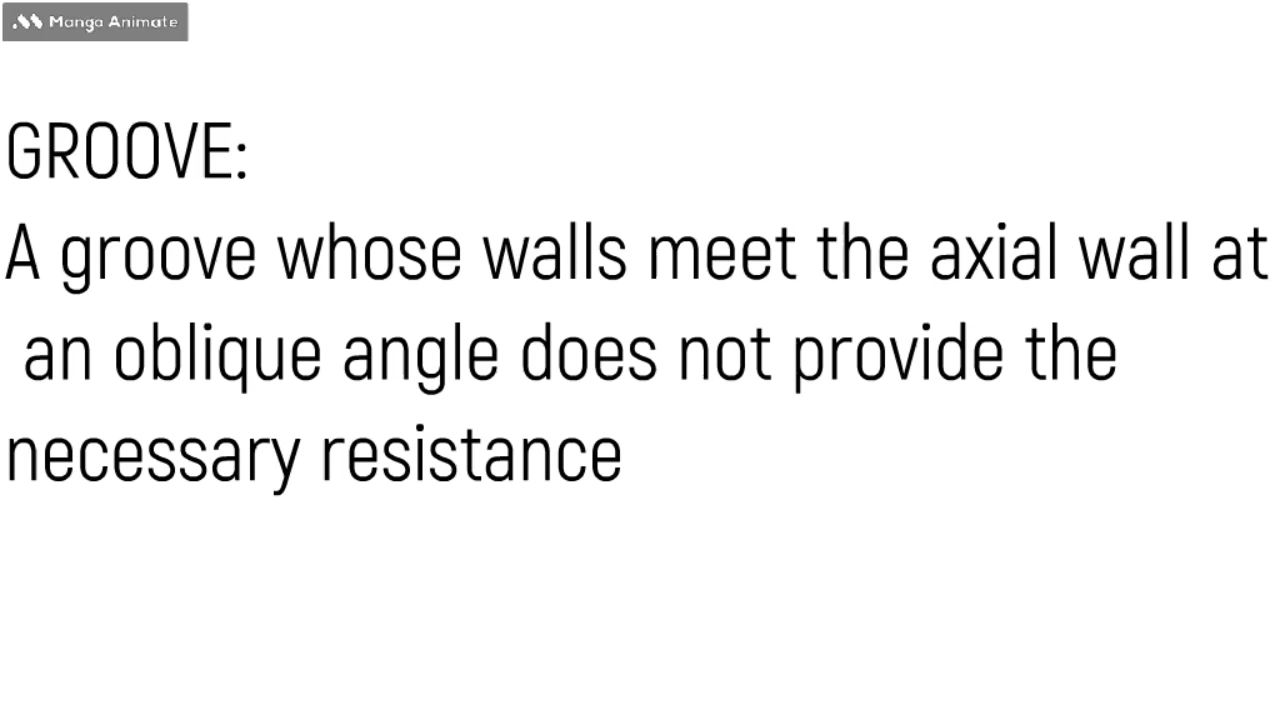 Manga Animate
GROOVE:
A groove whose walls meet the axial wall at
an oblique angle does not provide the
necessary resistance